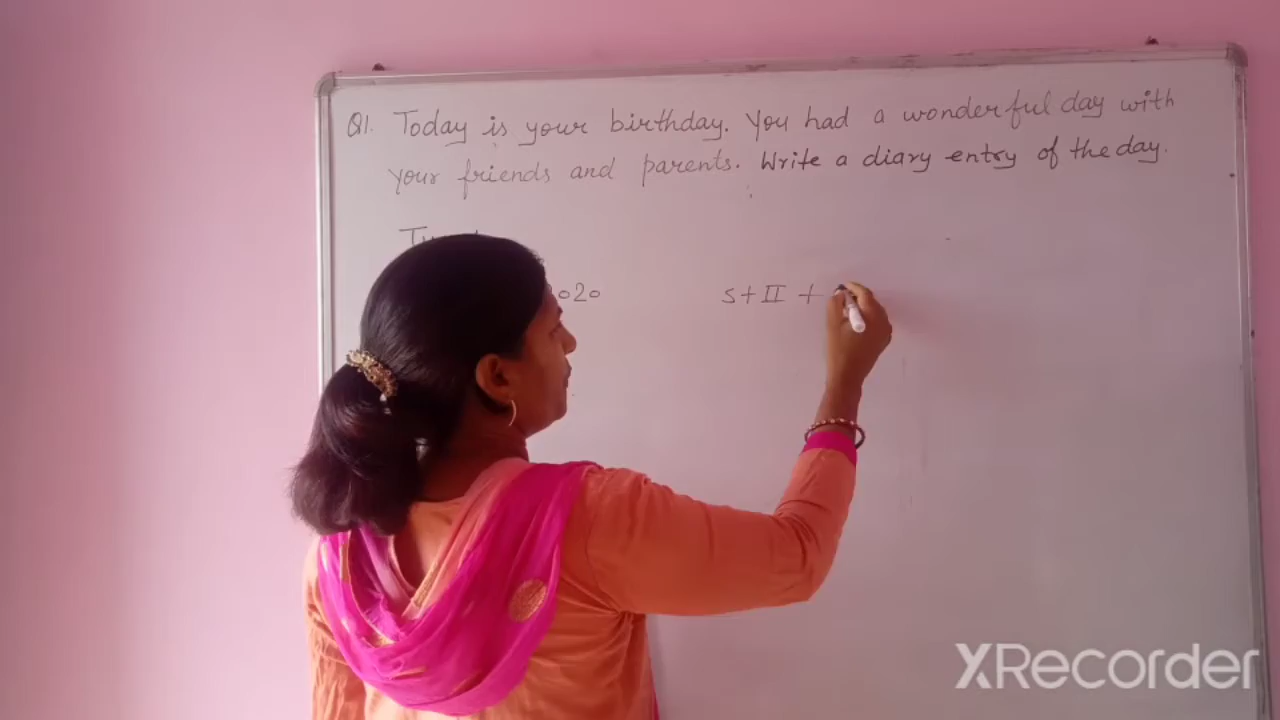 Q1. Today is your birthday. You had a wonderful day with
your friends and parents. Write a diary entry of the day.
2020 S+II +
XRecorder